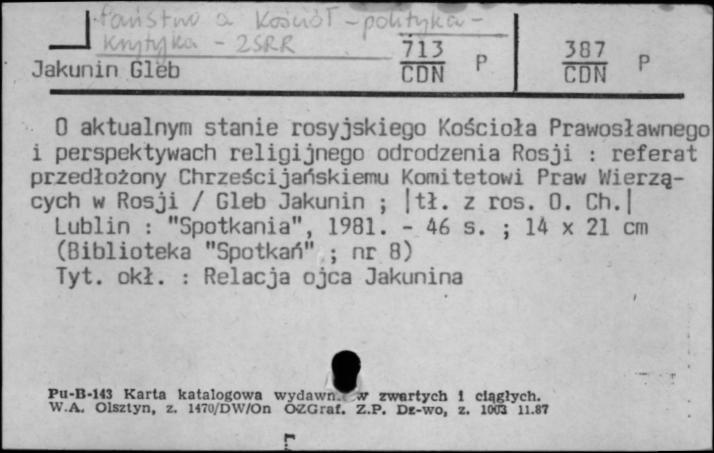 Państwo a Kościół - polityka -
Krytyka - ZSRR
713 P 387 P
Jakunin Gleb CDN CDN
O aktualnym stanie rosyjskiego Kościoła Prawosławnego
i perspektywach religijnego odrodzenia Rosji : referat
przedłożony Chrześcijańskiemu Komitetowi Praw Wierzą-
cych w Rosji / Gleb Jakunin ; |tł. z ros. O. Ch.|
Lublin : "Spotkania", 1981. - 46 s. ; 14 x 21 cm
(Biblioteka "Spotkań" ; nr 8)
Tyt. okł. : Relacja ojca Jakunina
Pu-B-143 Karta katalogowa wydawn. w zwartych i ciągłych.
W.A. Olsztyn, z. 1470/DW/On OZGraf. Z.P. Dz-wo, z. 1003 11.87